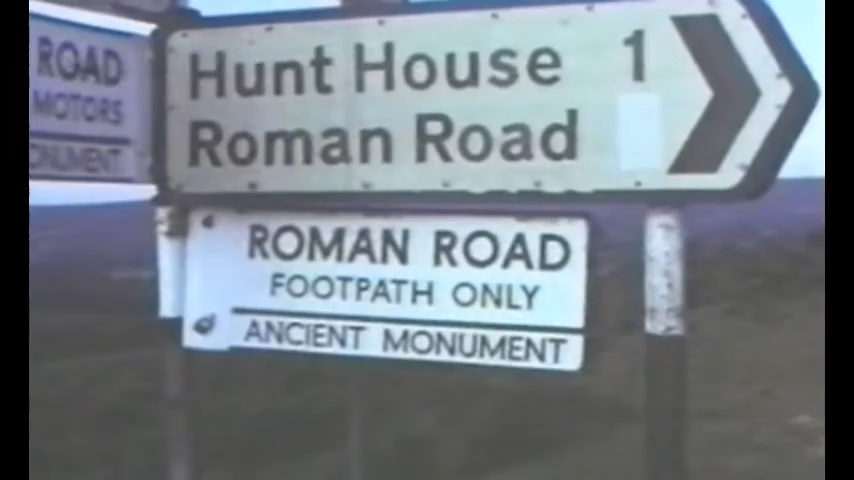 ROAD
MOTORS
Hunt House 1
Roman Road
ROMAN ROAD
FOOTPATH ONLY
ANCIENT MONUMENT